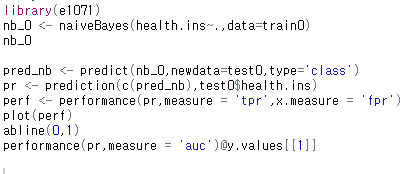 library(e1071)
nb_0 <- naiveBayes(health.ins~.,data=train0)
nb_0
pred_nb <- predict(nb_0,newdata=test0,type='class')
pr <- prediction(c(pred_nb),test0$health.ins)
perf <- performance(pr,measure = 'tpr',x.measure = 'fpr')
plot(perf)
abline(0,1)
performance(pr,measure = 'auc')@y.values[[1]]